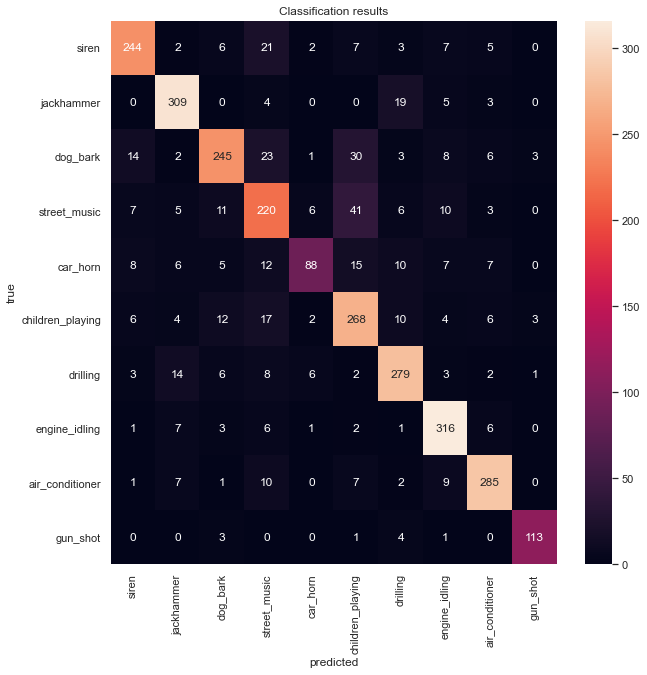 Classification results
siren 244 2 6 21 2 7 3 7 5 0
jackhammer 0 309 0 4 0 0 19 5 3 0
dog_bark 14 2 245 23 1 30 3 8 6 3
street_music 7 5 11 220 6 41 6 10 3 0
car_horn 8 6 5 12 88 15 10 7 7 0
children_playing 6 4 12 17 2 268 10 4 6 3
drilling 3 14 6 8 6 2 279 3 2 1
engine_idling 1 7 3 6 1 2 1 316 6 0
air_conditioner 1 7 1 10 0 7 2 9 285 0
gun_shot 0 0 3 0 0 1 4 1 0 113
true
siren jackhammer dog_bark street_music car_horn children_playing drilling engine_idling air_conditioner gun_shot
predicted
300
250
200
150
100
50
0